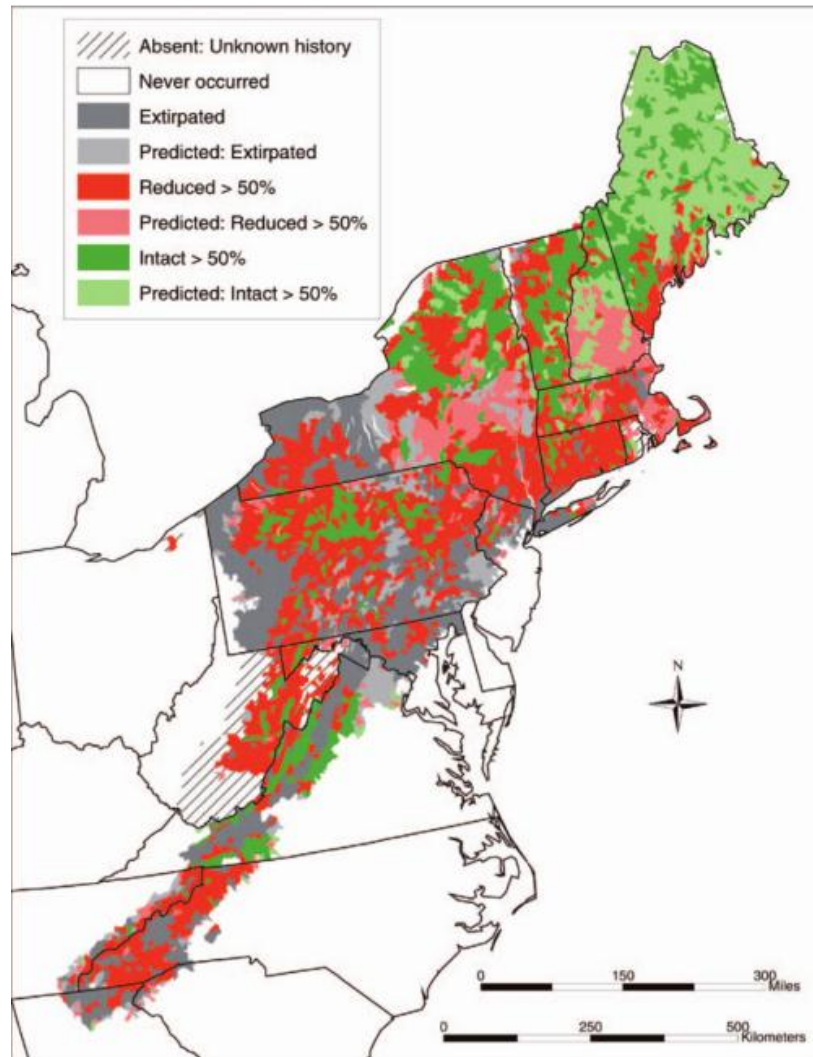 Absent: Unknown history
Never occurred
Extirpated
Predicted: Extirpated
Reduced > 50%
Predicted: Reduced > 50%
Intact > 50%
Predicted: Intact > 50%
N
0 150 300
Miles
0 250 500
Kilometers